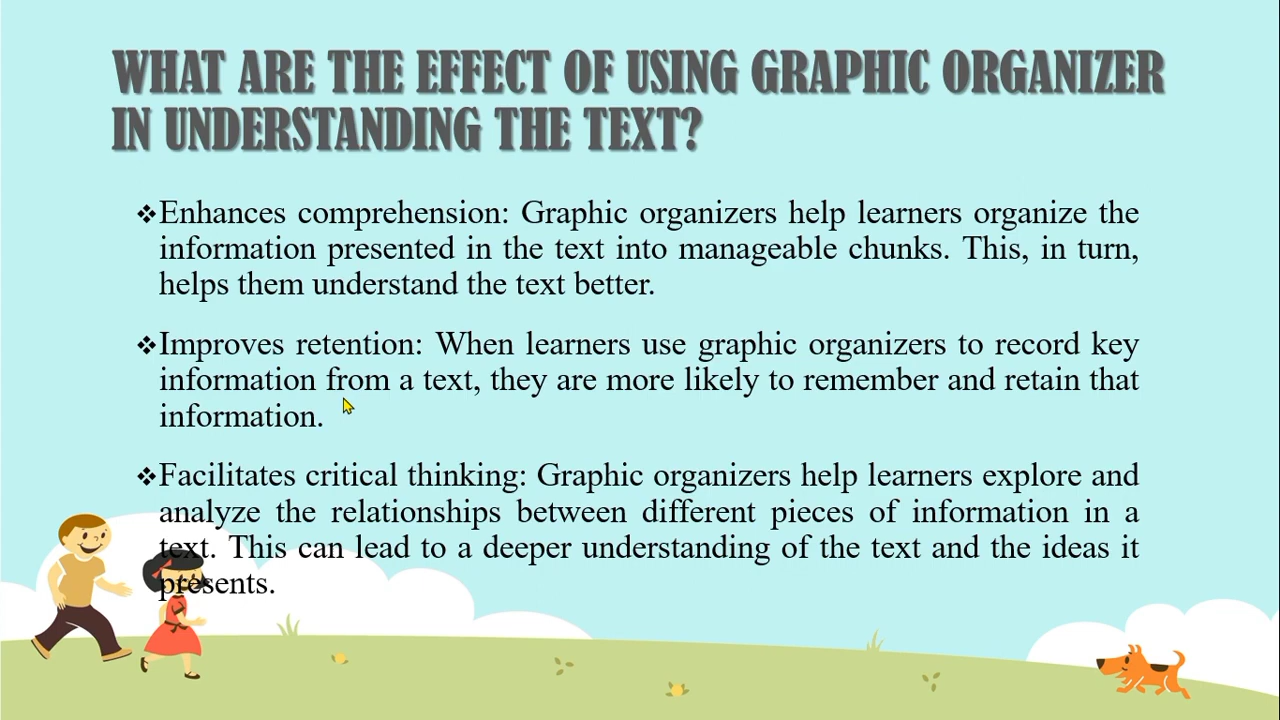 WHAT ARE THE EFFECT OF USING GRAPHIC ORGANIZER
IN UNDERSTANDING THE TEXT?
❖Enhances comprehension: Graphic organizers help learners organize the
information presented in the text into manageable chunks. This, in turn,
helps them understand the text better.
❖Improves retention: When learners use graphic organizers to record key
information from a text, they are more likely to remember and retain that
information.
❖Facilitates critical thinking: Graphic organizers help learners explore and
analyze the relationships between different pieces of information in a
text. This can lead to a deeper understanding of the text and the ideas it
presents.